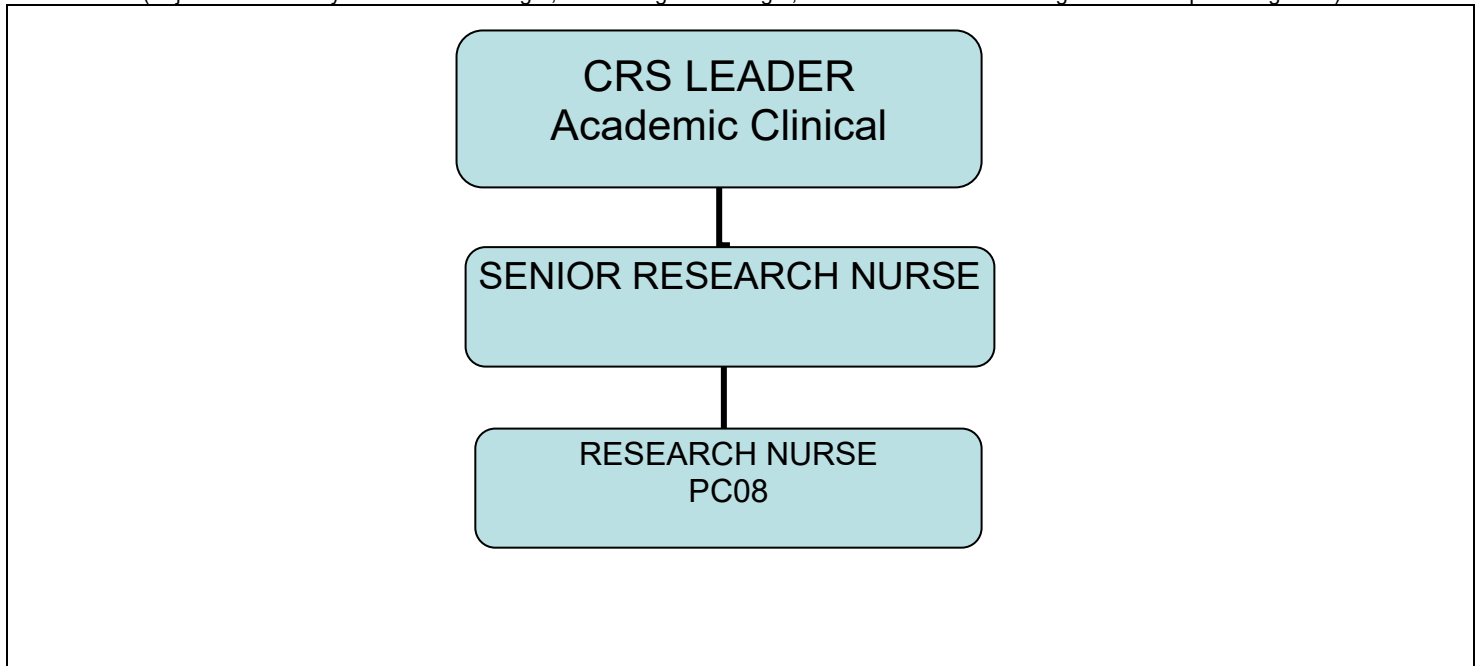 CRS LEADER
Academic Clinical
SENIOR RESEARCH NURSE
RESEARCH NURSE
PC08